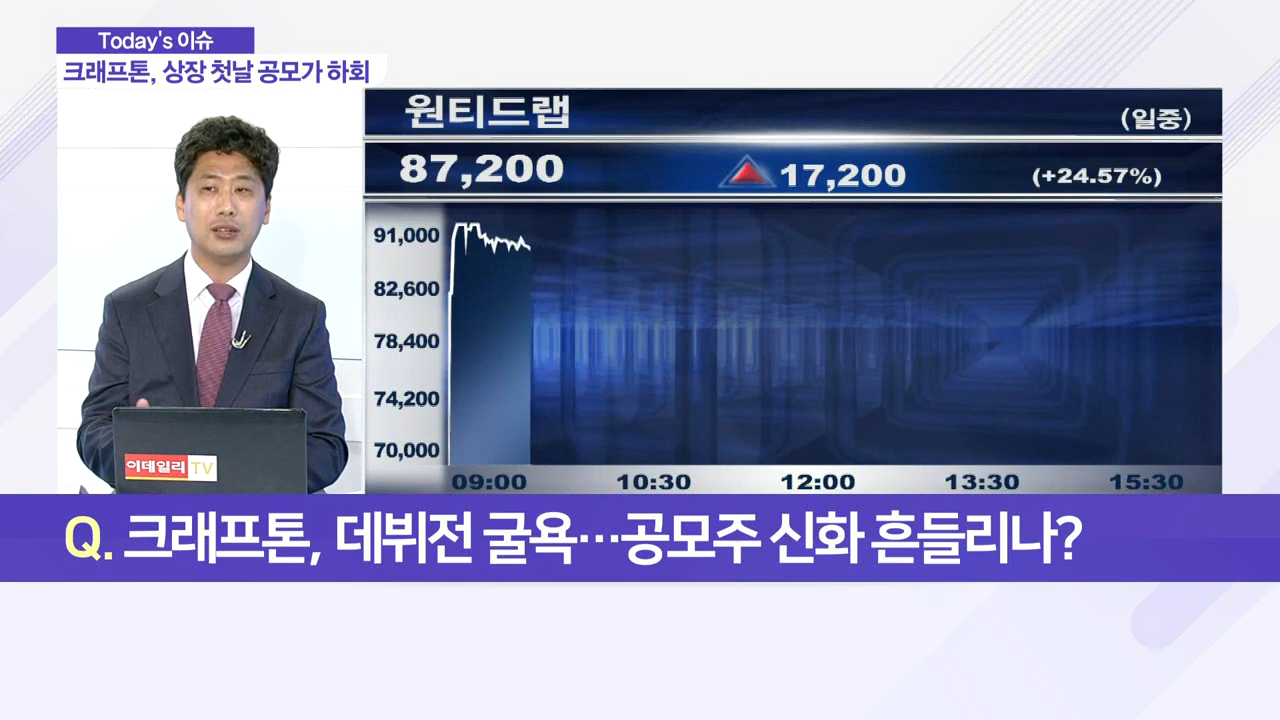 Today's 이슈
크래프톤, 상장 첫날 공모가 하회
원티드랩
(일중)
87,200
17,200
(+24.57%)
91,000
82,600
78,400
74,200
70,000
09:00
10:30
12:00
13:30
15:30
이데일리 TV
Q. 크래프톤, 데뷔전 굴욕…공모주 신화 흔들리나?